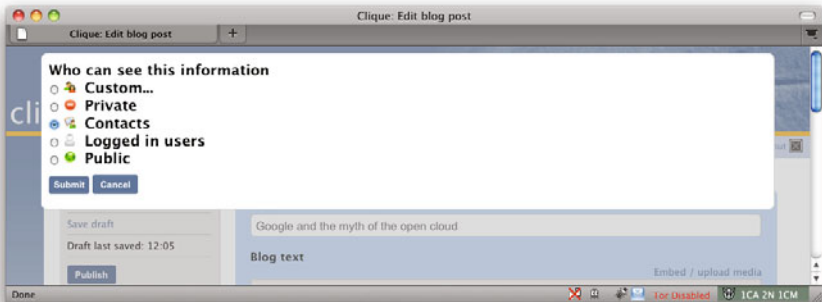 Clique: Edit blog post
Clique: Edit blog post
Who can see this information
Custom...
Private
Contacts
Logged in users
Public
Submit Cancel
cli
Save draft
Google and the myth of the open cloud
Draft last saved: 12:05
Blog text
Embed / upload media
Publish
Done
Tor Disabled
1CA 2N 1CM